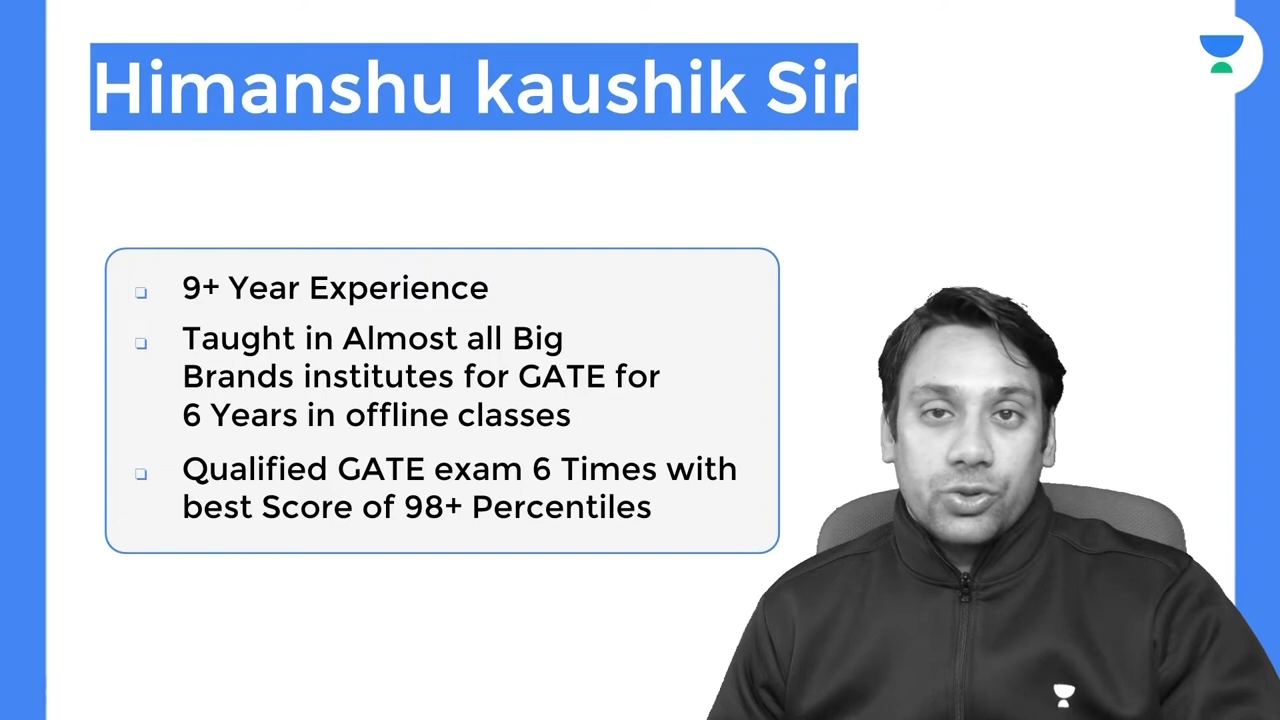 Himanshu kaushik Sir
9+ Year Experience
Taught in Almost all Big
Brands institutes for GATE for
6 Years in offline classes
Qualified GATE exam 6 Times with
best Score of 98+ Percentiles